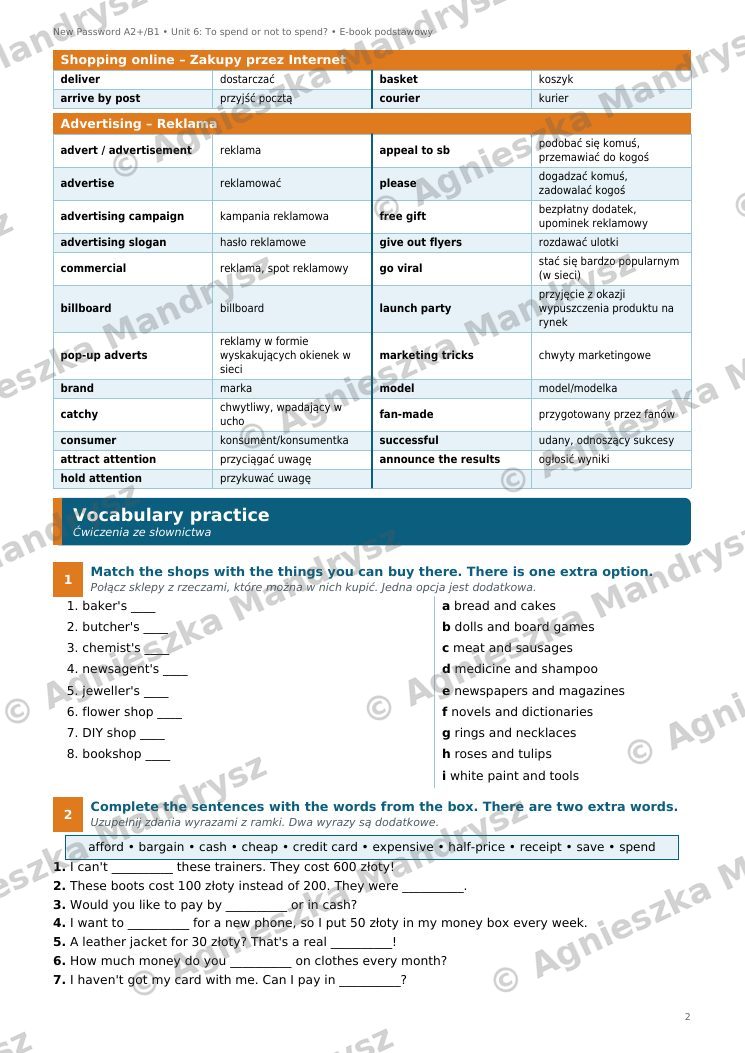 New Password A2+/B1 • Unit 6: To spend or not to spend? • E-book podstawowy
Shopping online – Zakupy przez Internet
deliver dostarczać basket koszyk
arrive by post przyjść pocztą courier kurier
Advertising – Reklama
advert / advertisement reklama appeal to sb podobać się komuś, przemawiać do kogoś
advertise reklamować please dogadzać komuś, zadowalać kogoś
advertising campaign kampania reklamowa free gift bezpłatny dodatek, upominek reklamowy
advertising slogan hasło reklamowe give out flyers rozdawać ulotki
commercial reklama, spot reklamowy go viral stać się bardzo popularnym (w sieci)
billboard billboard launch party przyjęcie z okazji wypuszczenia produktu na rynek
pop-up adverts reklamy w formie wyskakujących okienek w sieci marketing tricks chwyty marketingowe
brand marka model model/modelka
catchy chwytliwy, wpadający w ucho fan-made przygotowany przez fanów
consumer konsument/konsumentka successful udany, odnoszący sukcesy
attract attention przyciągać uwagę announce the results ogłosić wyniki
hold attention przykuwać uwagę
Vocabulary practice
Ćwiczenia ze słownictwa
1 Match the shops with the things you can buy there. There is one extra option.
Połącz sklepy z rzeczami, które można w nich kupić. Jedna opcja jest dodatkowa.
1. baker's ____
2. butcher's ____
3. chemist's ____
4. newsagent's ____
5. jeweller's ____
6. flower shop ____
7. DIY shop ____
8. bookshop ____
a bread and cakes
b dolls and board games
c meat and sausages
d medicine and shampoo
e newspapers and magazines
f novels and dictionaries
g rings and necklaces
h roses and tulips
i white paint and tools
2 Complete the sentences with the words from the box. There are two extra words.
Uzupełnij zdania wyrazami z ramki. Dwa wyrazy są dodatkowe.
afford • bargain • cash • cheap • credit card • expensive • half-price • receipt • save • spend
1. I can't __________ these trainers. They cost 600 złoty!
2. These boots cost 100 złoty instead of 200. They were __________.
3. Would you like to pay by __________ or in cash?
4. I want to __________ for a new phone, so I put 50 złoty in my money box every week.
5. A leather jacket for 30 złoty? That's a real __________!
6. How much money do you __________ on clothes every month?
7. I haven't got my card with me. Can I pay in __________?
2
© Agnieszka Mandrysz